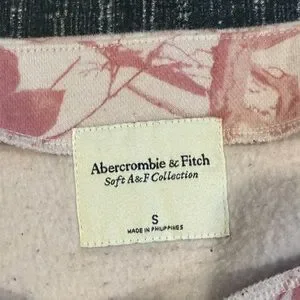 Abercrombie & Fitch
Soft A&F Collection
S
MADE IN PHILIPPINES